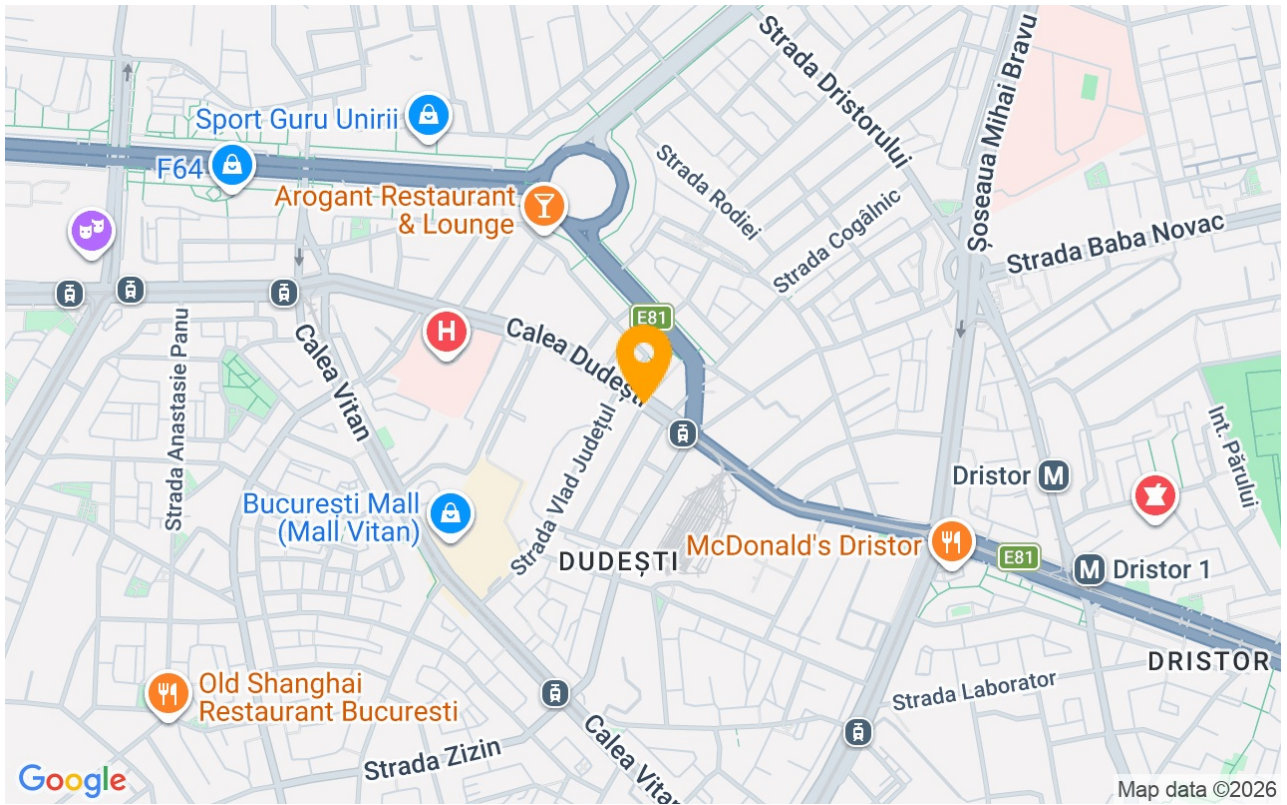 Strada Dristorului
Șoseaua Mihai Bravu
Sport Guru Unirii
F64
Arogant Restaurant
& Lounge
Strada Rodiei
Strada Cogâlnic
Strada Baba Novac
E81
H
Calea Dudești
Calea Vitan
Strada Anastasie Panu
Strada Vlad Județul
Int. Părului
Dristor
M
București Mall
(Mall Vitan)
DUDEȘTI
McDonald's Dristor
E81
M
Dristor 1
DRISTOR
Old Shanghai
Restaurant Bucuresti
Strada Laborator
Strada Zizin
Calea Vitan
Google
Map data ©2026